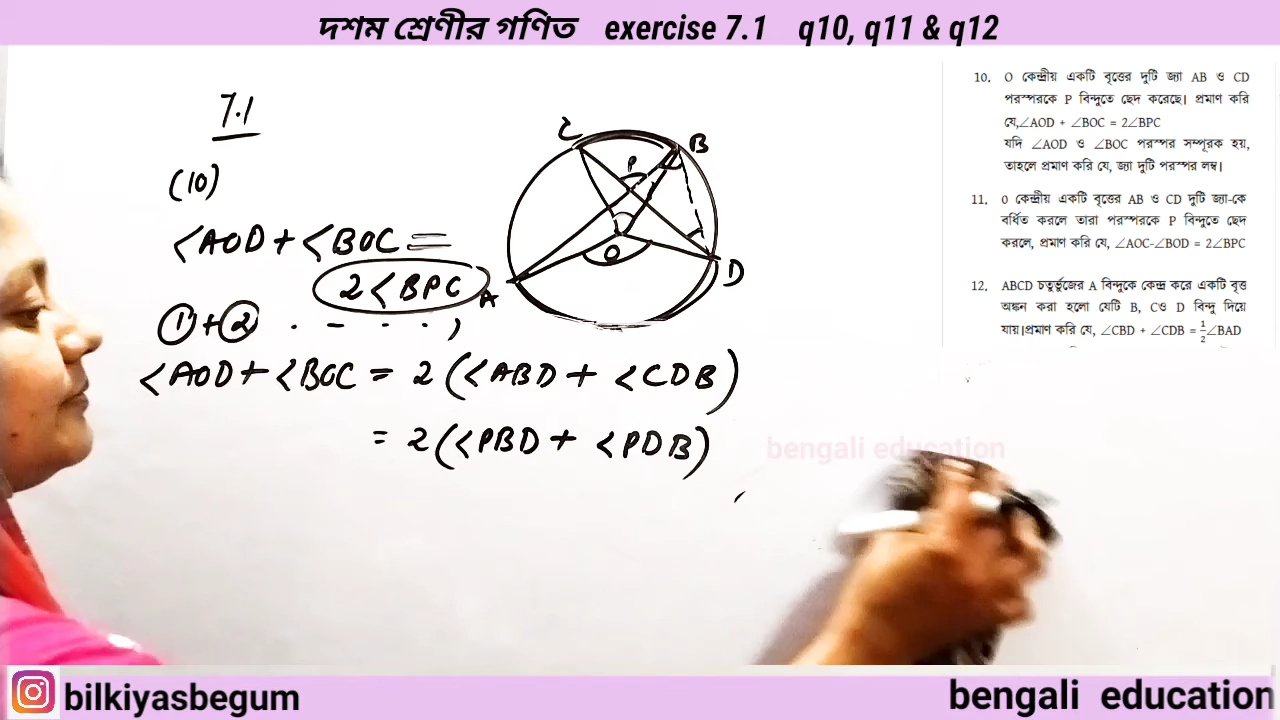 দশম শ্রেণীর গণিত exercise 7.1 q10, q11 & q12
7.1
(10)
<AOD + <BOC =
2 <BPC
① + ② . - . . . ,
<AOD + <BOC = 2 (<ABD + <CDB)
= 2 (<PBD + <PDB)
C
B
P
O
A
D
10. O কেন্দ্রীয় একটি বৃত্তের দুটি জ্যা AB ও CD
পরস্পরকে P বিন্দুতে ছেদ করেছে। প্রমাণ করি
যে,∠AOD + ∠BOC = 2∠BPC
যদি ∠AOD ও ∠BOC পরস্পর সম্পূরক হয়,
তাহলে প্রমাণ করি যে, জ্যা দুটি পরস্পর লম্ব।
11. O কেন্দ্রীয় একটি বৃত্তের AB ও CD দুটি জ্যা-কে
বর্ধিত করলে তারা পরস্পরকে P বিন্দুতে ছেদ
করলে, প্রমাণ করি যে, ∠AOC-∠BOD = 2∠BPC
12. ABCD চতুর্ভুজের A বিন্দুকে কেন্দ্র করে একটি বৃত্ত
অঙ্কন করা হলো যেটি B, Cও D বিন্দু দিয়ে
যায়।প্রমাণ করি যে, ∠CBD + ∠CDB = 1/2∠BAD
bengali education
bilkiyasbegum
bengali education